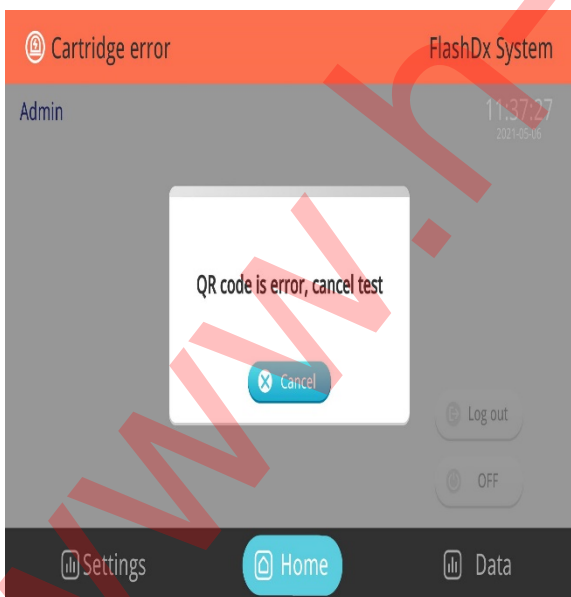 Cartridge error
FlashDx System
Admin
11:37:27
2021-05-06
QR code is error, cancel test
Cancel
Log out
OFF
Settings
Home
Data